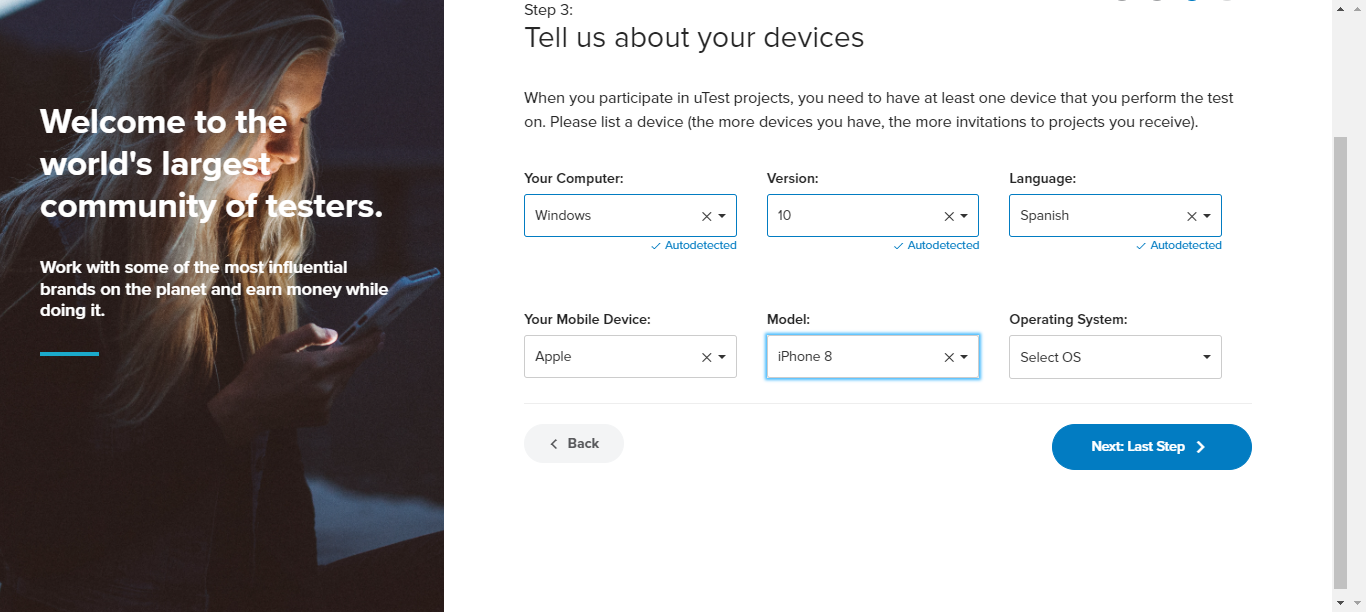 Welcome to the
world's largest
community of testers.
Work with some of the most influential
brands on the planet and earn money while
doing it.
Step 3:
Tell us about your devices
When you participate in uTest projects, you need to have at least one device that you perform the test
on. Please list a device (the more devices you have, the more invitations to projects you receive).
Your Computer: Version: Language:
Windows 10 Spanish
Autodetected Autodetected Autodetected
Your Mobile Device: Model: Operating System:
Apple iPhone 8 Select OS
Back Next: Last Step